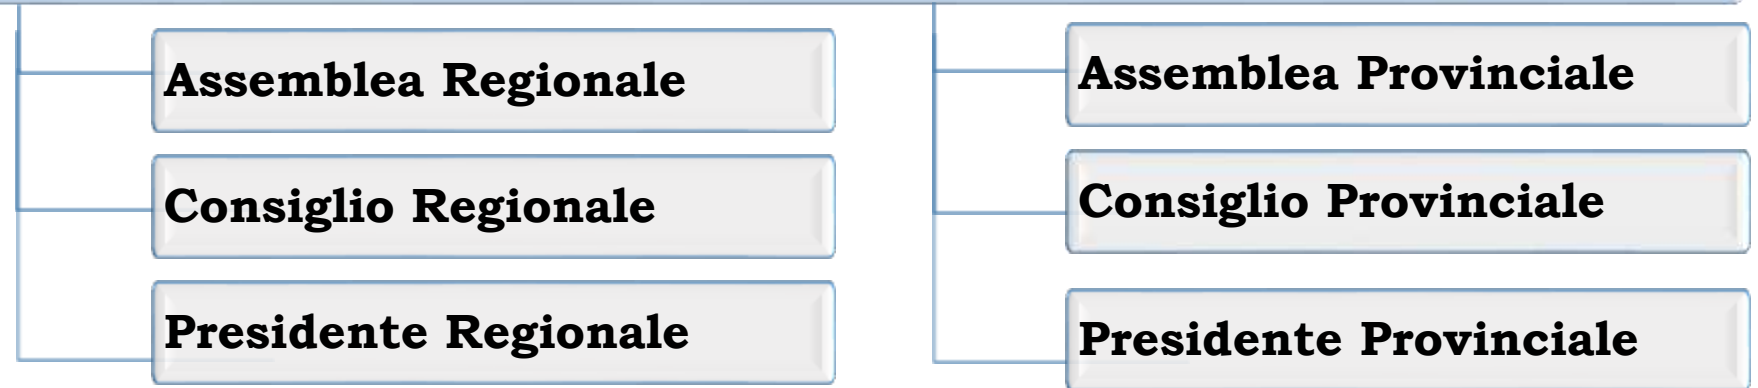 Assemblea Regionale
Consiglio Regionale
Presidente Regionale
Assemblea Provinciale
Consiglio Provinciale
Presidente Provinciale